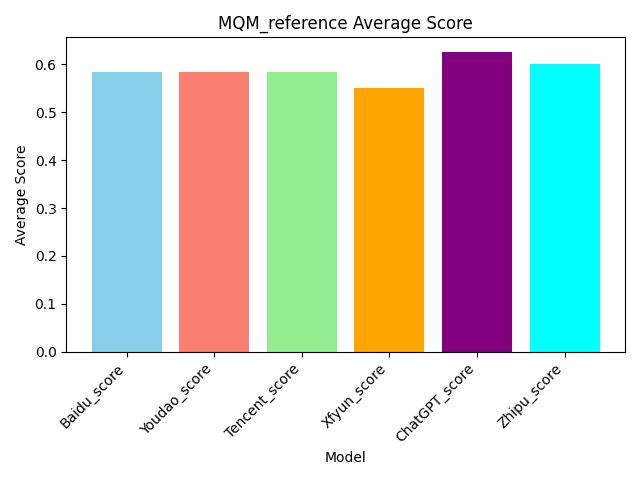 MQM_reference Average Score
Average Score
0.6
0.5
0.4
0.3
0.2
0.1
0.0
Baidu_score
Youdao_score
Tencent_score
Xfyun_score
ChatGPT_score
Zhipu_score
Model